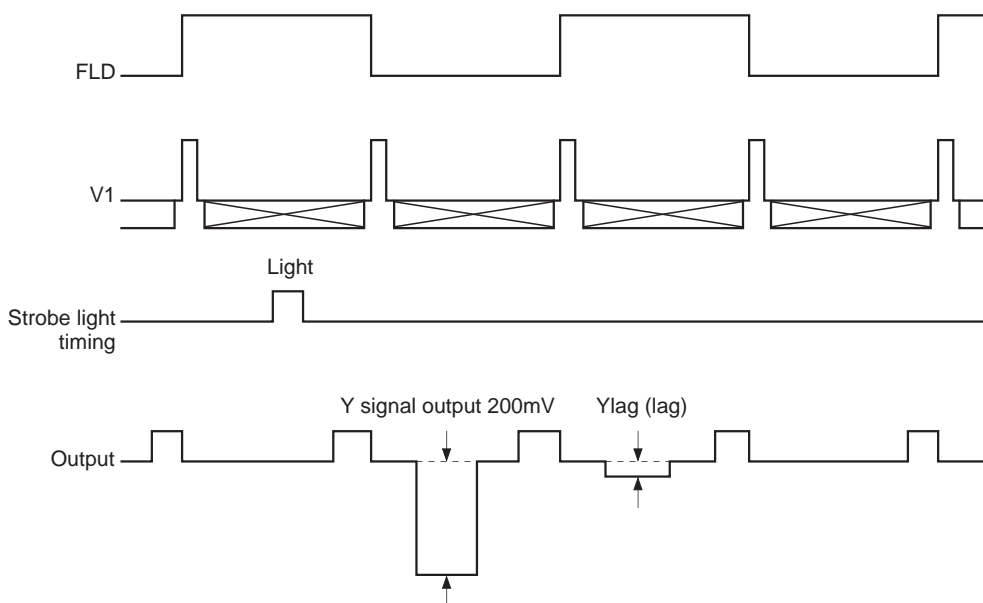 FLD
V1
Light
Strobe light
timing
Y signal output 200mV
Ylag (lag)
Output